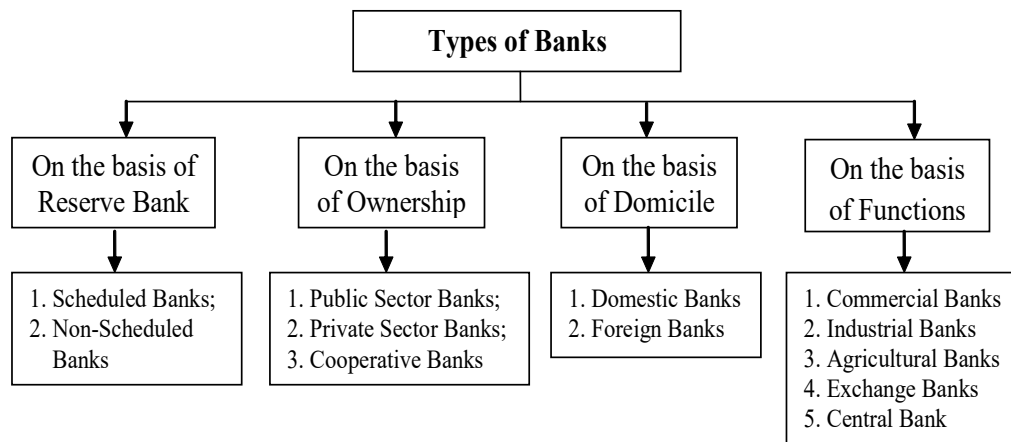 Types of Banks
On the basis of
Reserve Bank
On the basis
of Ownership
On the basis
of Domicile
On the basis
of Functions
1. Scheduled Banks;
2. Non-Scheduled
Banks
1. Public Sector Banks;
2. Private Sector Banks;
3. Cooperative Banks
1. Domestic Banks
2. Foreign Banks
1. Commercial Banks
2. Industrial Banks
3. Agricultural Banks
4. Exchange Banks
5. Central Bank